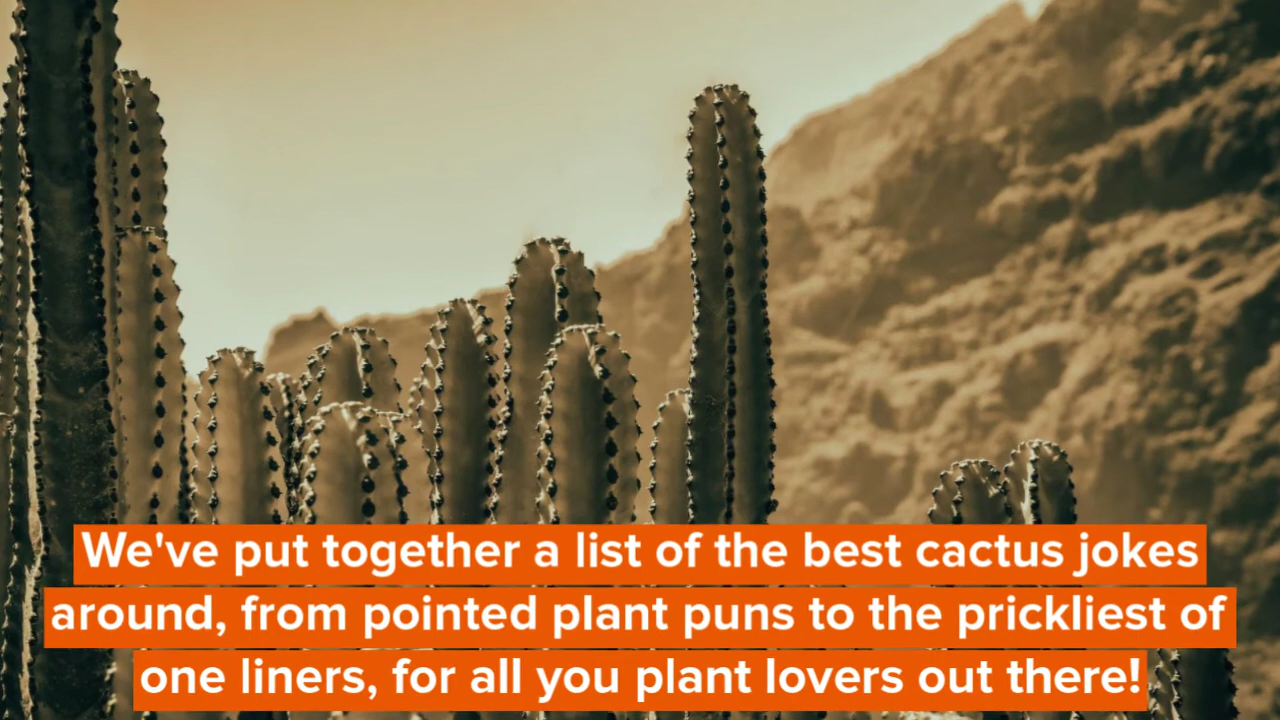 We've put together a list of the best cactus jokes
around, from pointed plant puns to the prickliest of
one liners, for all you plant lovers out there!